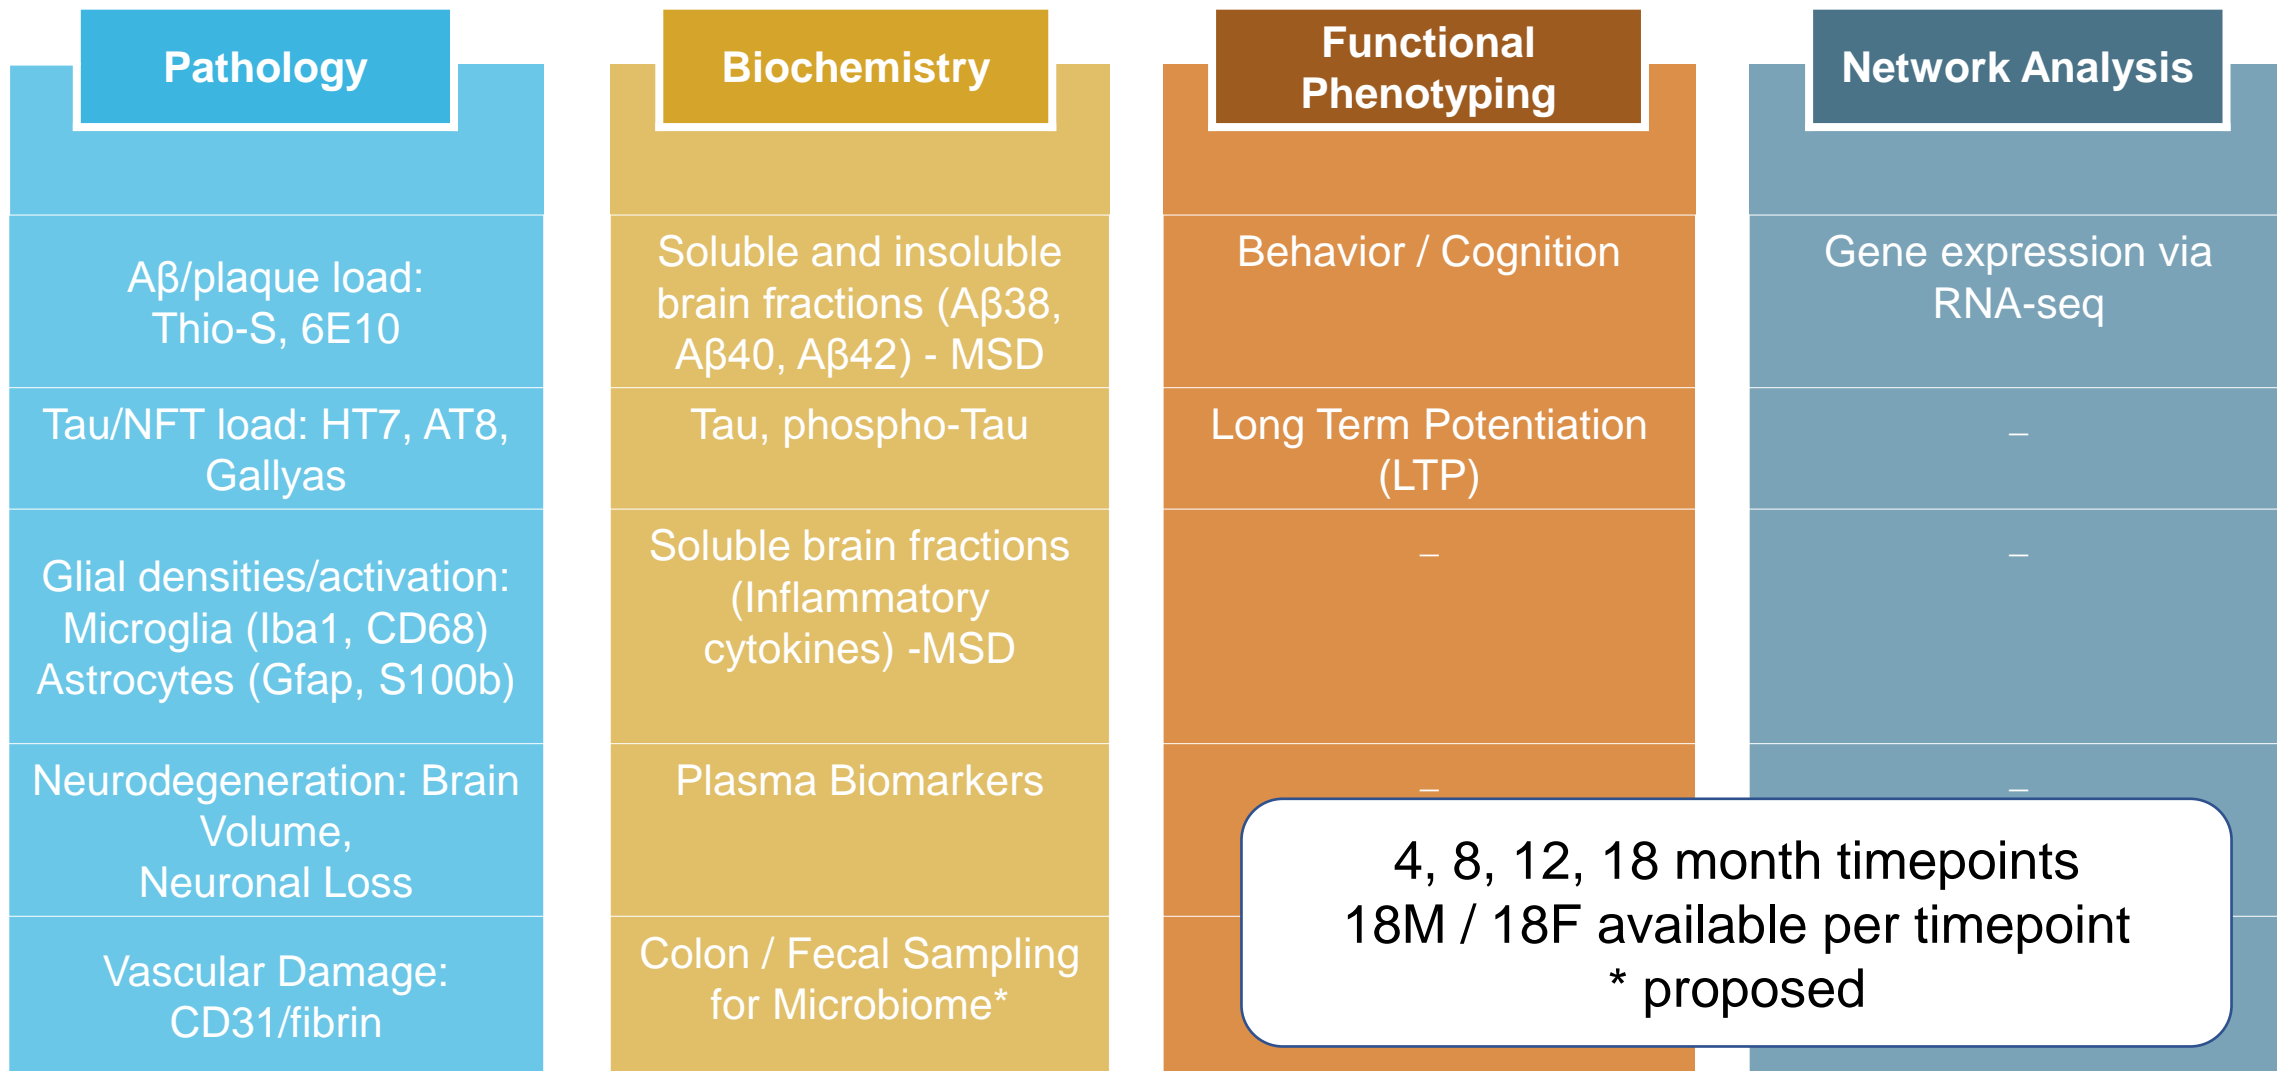 Pathology
Aβ/plaque load:
Thio-S, 6E10
Tau/NFT load: HT7, AT8,
Gallyas
Glial densities/activation:
Microglia (Iba1, CD68)
Astrocytes (Gfap, S100b)
Neurodegeneration: Brain
Volume,
Neuronal Loss
Vascular Damage:
CD31/fibrin
Biochemistry
Soluble and insoluble
brain fractions (Aβ38,
Aβ40, Aβ42) - MSD
Tau, phospho-Tau
Soluble brain fractions
(Inflammatory
cytokines) -MSD
Plasma Biomarkers
Colon / Fecal Sampling
for Microbiome*
Functional
Phenotyping
Behavior / Cognition
Long Term Potentiation
(LTP)
–
–
Network Analysis
Gene expression via
RNA-seq
–
–
–
4, 8, 12, 18 month timepoints
18M / 18F available per timepoint
* proposed